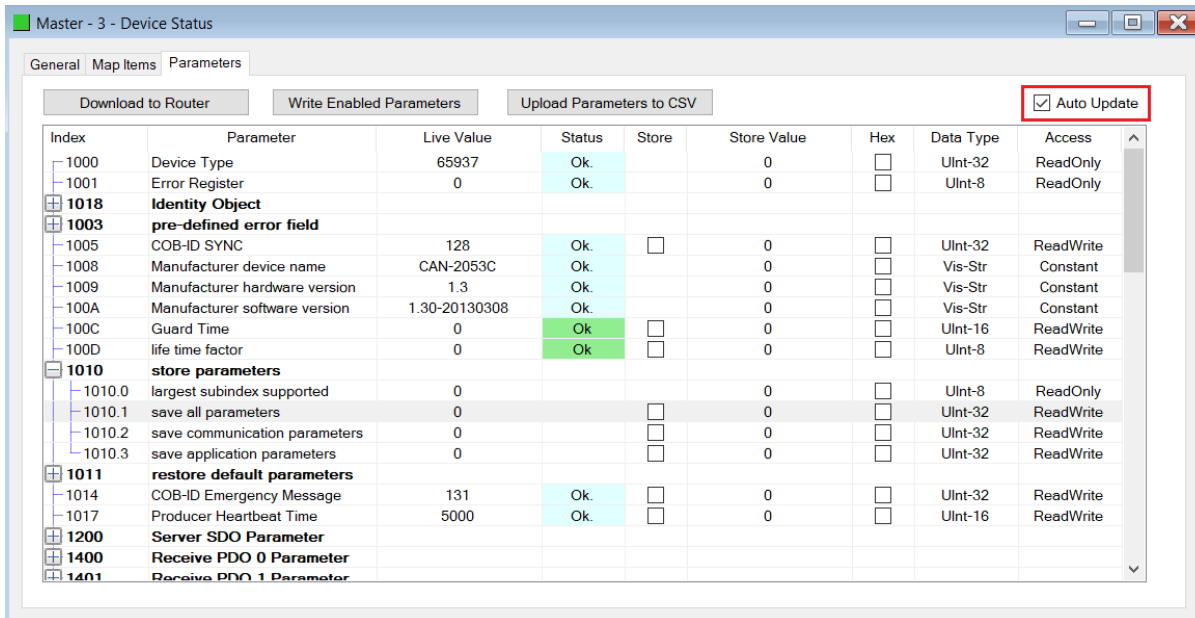 Master - 3 - Device Status
General Map Items Parameters
Download to Router Write Enabled Parameters Upload Parameters to CSV Auto Update
Index Parameter Live Value Status Store Store Value Hex Data Type Access
1000 Device Type 65937 Ok. 0 UInt-32 ReadOnly
1001 Error Register 0 Ok. 0 UInt-8 ReadOnly
1018 Identity Object
1003 pre-defined error field
1005 COB-ID SYNC 128 Ok. 0 UInt-32 ReadWrite
1008 Manufacturer device name CAN-2053C Ok. 0 Vis-Str Constant
1009 Manufacturer hardware version 1.3 Ok. 0 Vis-Str Constant
100A Manufacturer software version 1.30-20130308 Ok. 0 Vis-Str Constant
100C Guard Time 0 Ok 0 UInt-16 ReadWrite
100D life time factor 0 Ok 0 UInt-8 ReadWrite
1010 store parameters
1010.0 largest subindex supported 0 0 UInt-8 ReadOnly
1010.1 save all parameters 0 0 UInt-32 ReadWrite
1010.2 save communication parameters 0 0 UInt-32 ReadWrite
1010.3 save application parameters 0 0 UInt-32 ReadWrite
1011 restore default parameters
1014 COB-ID Emergency Message 131 Ok. 0 UInt-32 ReadWrite
1017 Producer Heartbeat Time 5000 Ok. 0 UInt-16 ReadWrite
1200 Server SDO Parameter
1400 Receive PDO 0 Parameter
1401 Receive PDO 1 Parameter